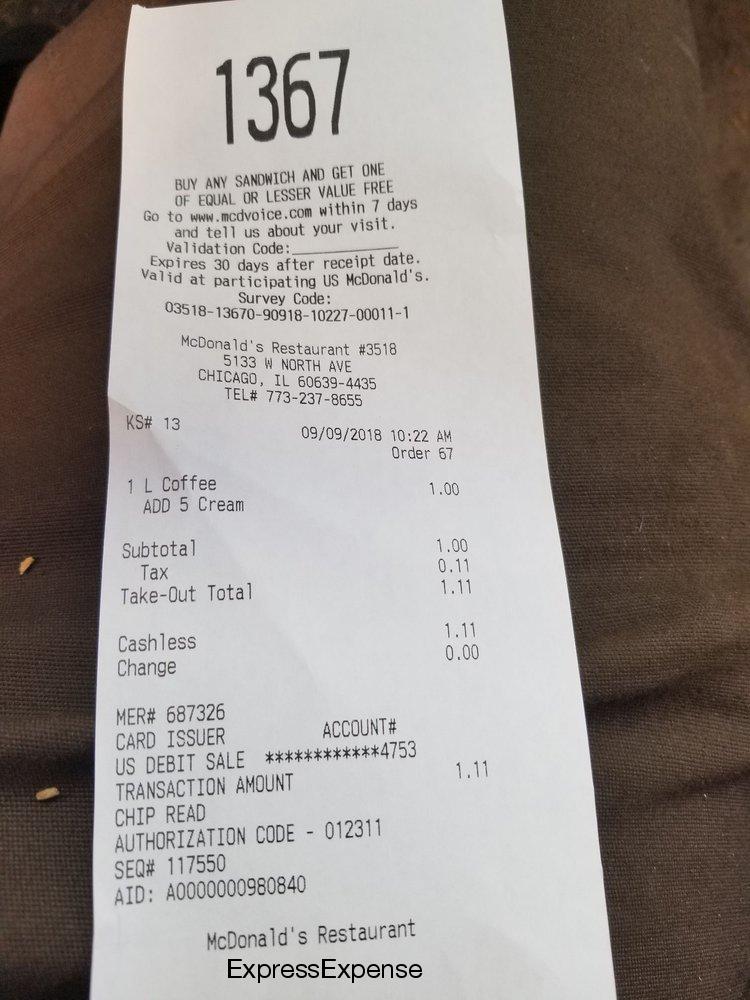 1367
BUY ANY SANDWICH AND GET ONE
OF EQUAL OR LESSER VALUE FREE
Go to www.mcdvoice.com within 7 days
and tell us about your visit.
Validation Code:____________
Expires 30 days after receipt date.
Valid at participating US McDonald's.
Survey Code:
03518-13670-90918-10227-00011-1
McDonald's Restaurant #3518
5133 W NORTH AVE
CHICAGO, IL 60639-4435
TEL# 773-237-8655
KS# 13
09/09/2018 10:22 AM
Order 67
1 L Coffee 1.00
ADD 5 Cream
Subtotal 1.00
Tax 0.11
Take-Out Total 1.11
Cashless 1.11
Change 0.00
MER# 687326
CARD ISSUER ACCOUNT#
US DEBIT SALE ************4753
TRANSACTION AMOUNT 1.11
CHIP READ
AUTHORIZATION CODE - 012311
SEQ# 117550
AID: A0000000980840
McDonald's Restaurant
ExpressExpense